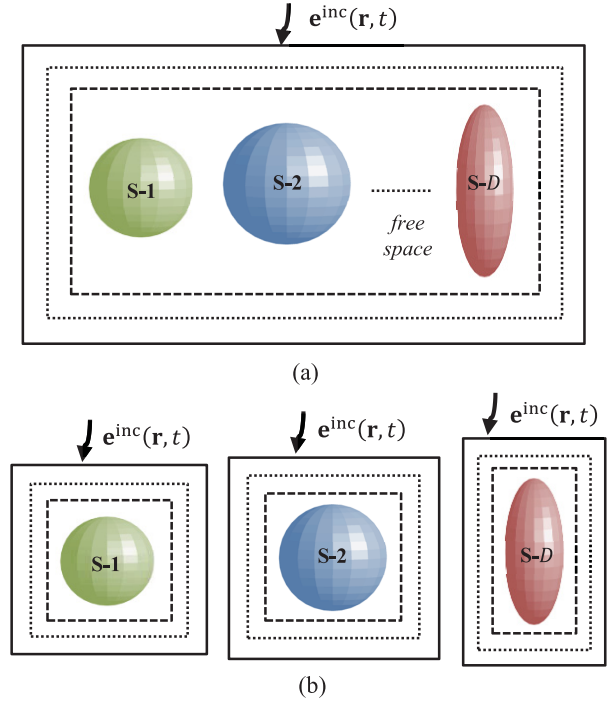 e^inc(r, t)
S-1
S-2
............
S-D
free
space
(a)
e^inc(r, t)
e^inc(r, t)
e^inc(r, t)
S-1
S-2
S-D
(b)